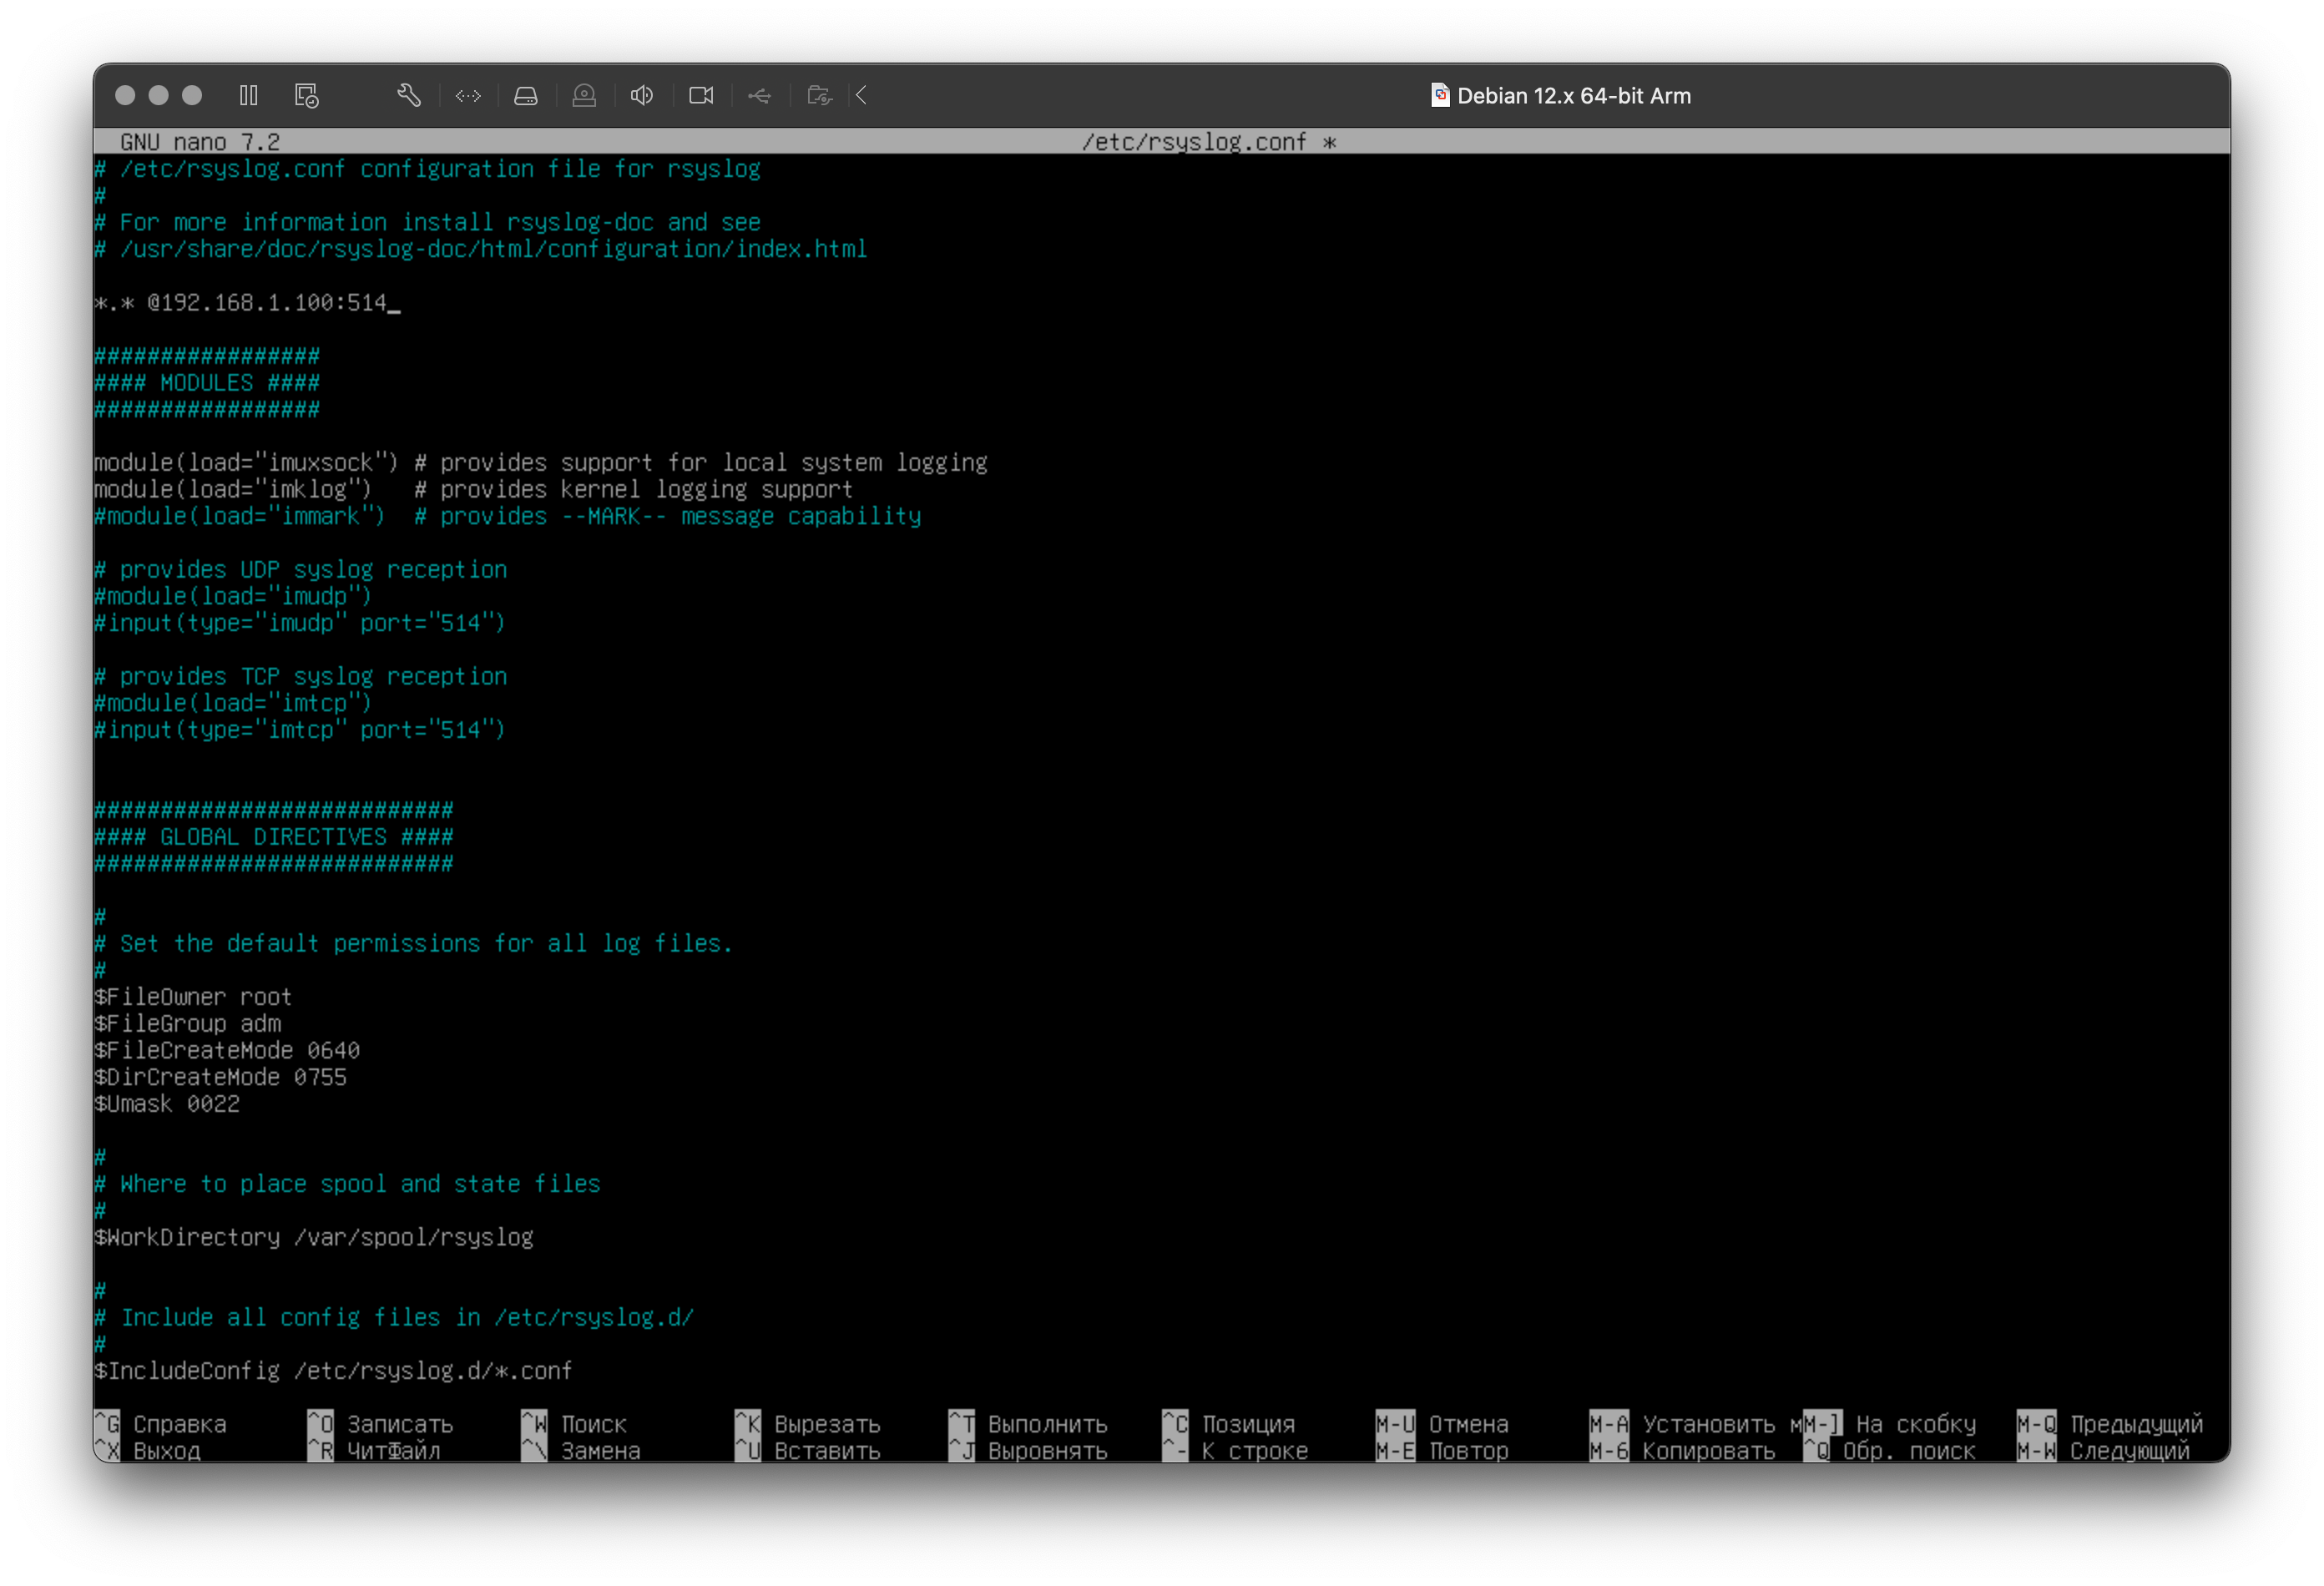 Debian 12.x 64-bit Arm
GNU nano 7.2 /etc/rsyslog.conf *
# /etc/rsyslog.conf configuration file for rsyslog
#
# For more information install rsyslog-doc and see
# /usr/share/doc/rsyslog-doc/html/configuration/index.html
*.* @192.168.1.100:514_
#################
#### MODULES ####
#################
module(load="imuxsock") # provides support for local system logging
module(load="imklog")   # provides kernel logging support
#module(load="immark")  # provides --MARK-- message capability
# provides UDP syslog reception
#module(load="imudp")
#input(type="imudp" port="514")
# provides TCP syslog reception
#module(load="imtcp")
#input(type="imtcp" port="514")
###########################
#### GLOBAL DIRECTIVES ####
###########################
#
# Set the default permissions for all log files.
#
$FileOwner root
$FileGroup adm
$FileCreateMode 0640
$DirCreateMode 0755
$Umask 0022
#
# Where to place spool and state files
#
$WorkDirectory /var/spool/rsyslog
#
# Include all config files in /etc/rsyslog.d/
#
$IncludeConfig /etc/rsyslog.d/*.conf
^G Справка ^O Записать ^W Поиск ^K Вырезать ^T Выполнить ^C Позиция M-U Отмена M-A Установить мM-] На скобку M-Q Предыдущий
^X Выход ^R ЧитФайл ^\ Замена ^U Вставить ^J Выровнять ^- К строке M-E Повтор M-6 Копировать ^Q Обр. поиск M-W Следующий